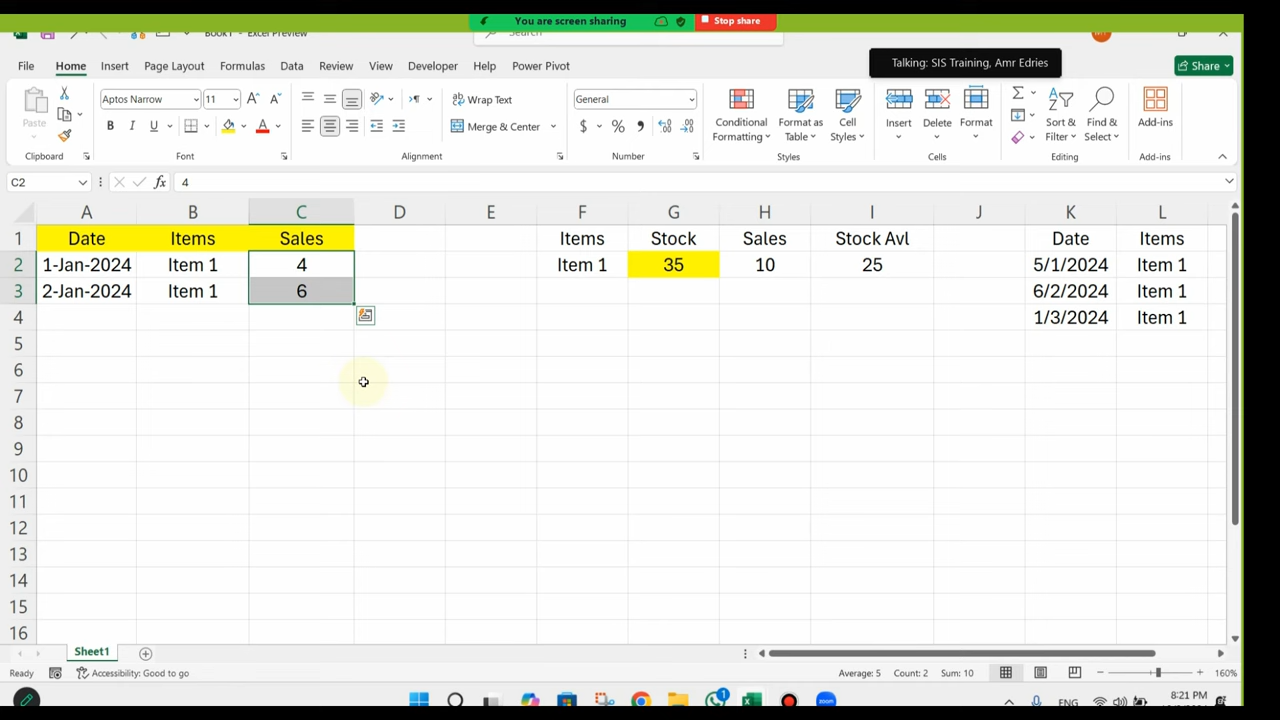 You are screen sharing
Stop share
Book1 - Excel Preview
Search
Talking: SIS Training, Amr Edries
File Home Insert Page Layout Formulas Data Review View Developer Help Power Pivot Share
Paste
Aptos Narrow 11
B I U
Wrap Text
Merge & Center
General
$ % 9
Conditional Formatting
Format as Table
Cell Styles
Insert Delete Format
Sort & Filter
Find & Select
Add-ins
Clipboard Font Alignment Number Styles Cells Editing Add-ins
C2 fx 4
A B C D E F G H I J K L
1 Date Items Sales Items Stock Sales Stock Avl Date Items
2 1-Jan-2024 Item 1 4 Item 1 35 10 25 5/1/2024 Item 1
3 2-Jan-2024 Item 1 6 6/2/2024 Item 1
4 1/3/2024 Item 1
5
6
7
8
9
10
11
12
13
14
15
16
Sheet1
Ready Accessibility: Good to go Average: 5 Count: 2 Sum: 10 160%
1 ENG 8:21 PM